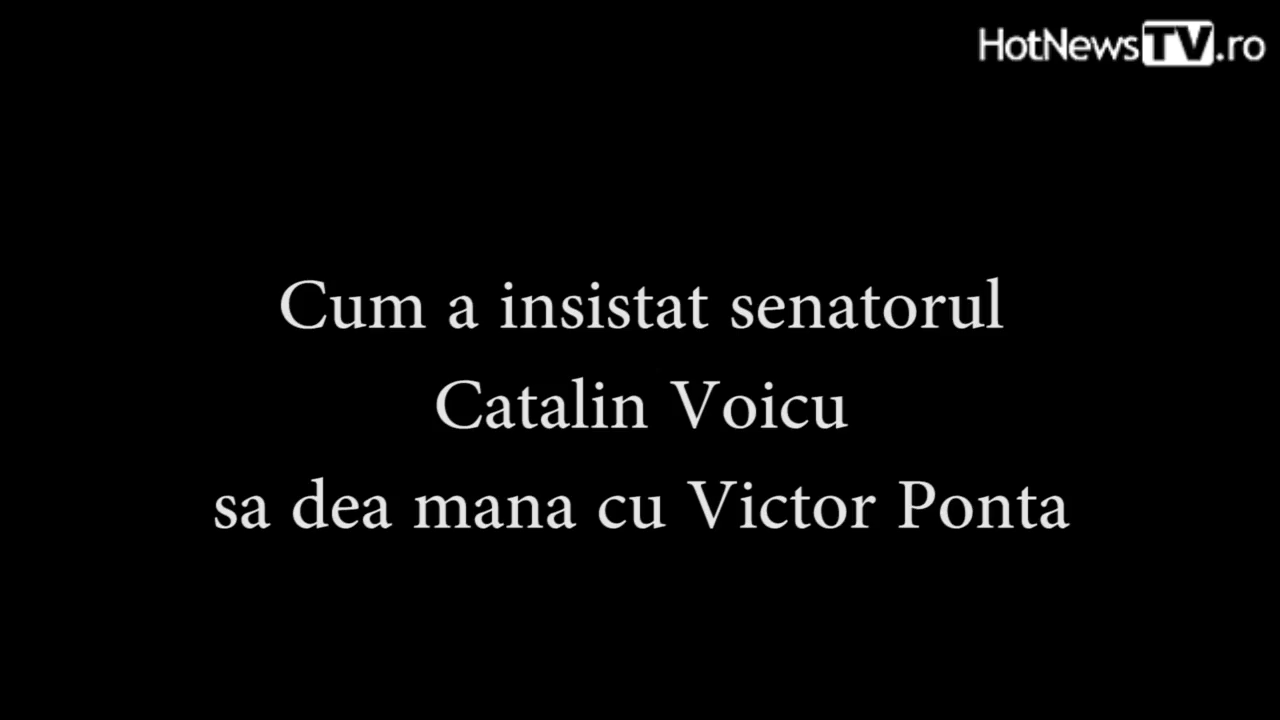 HotNewsTV.ro
Cum a insistat senatorul
Catalin Voicu
sa dea mana cu Victor Ponta